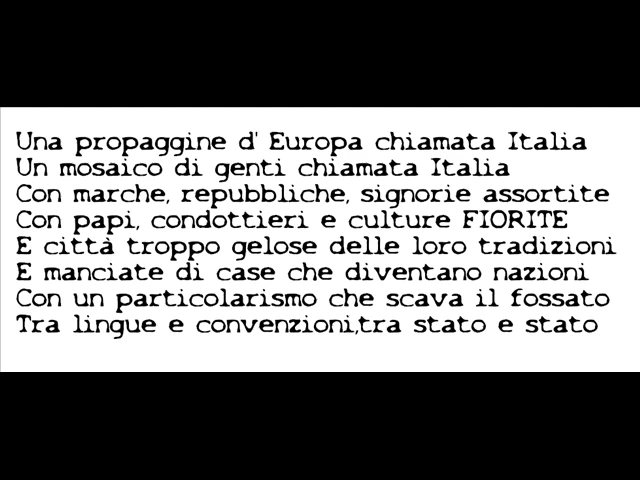 Una propaggine d' Europa chiamata Italia
Un mosaico di genti chiamata Italia
Con marche, repubbliche, signorie assortite
Con papi, condottieri e culture FIORITE
E città troppo gelose delle loro tradizioni
E manciate di case che diventano nazioni
Con un particolarismo che scava il fossato
Tra lingue e convenzioni,tra stato e stato